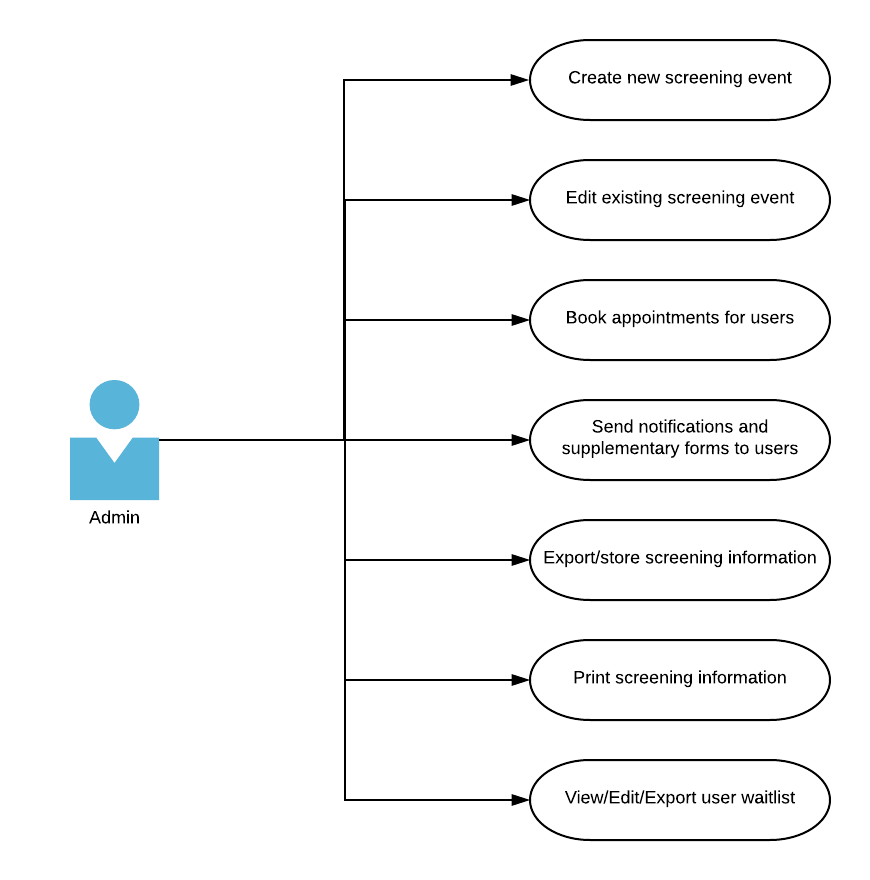 Create new screening event
Edit existing screening event
Book appointments for users
Send notifications and
supplementary forms to users
Admin
Export/store screening information
Print screening information
View/Edit/Export user waitlist